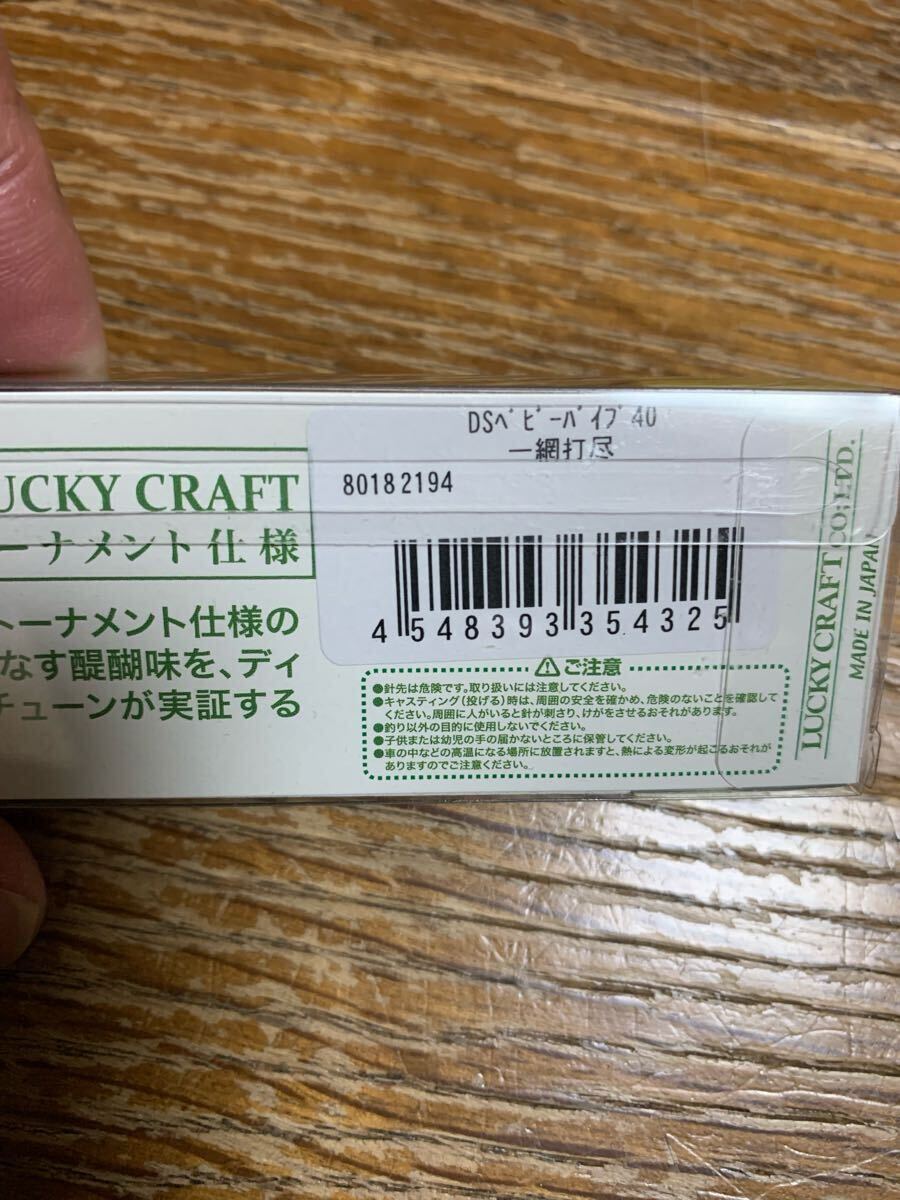 DSﾍﾞﾋﾞｰﾊﾞｲﾌﾞ40
一網打尽
80182194
4 548393 354325
UCKY CRAFT
ーナメント仕様
トーナメント仕様の
なす醍醐味を、ディ
チューンが実証する
⚠ご注意
●針先は危険です。取り扱いには注意してください。
●キャスティング(投げる)時は、周囲の安全を確かめ、危険のないことを確認して
ください。周囲に人がいると針が刺さり、けがをさせるおそれがあります。
●釣り以外の目的に使用しないでください。
●子供または幼児の手の届かないところに保管してください。
●車の中などの高温になる場所に放置されますと、熱による変形が起こるおそれが
ありますのでご注意ください。
LUCKY CRAFT CO.,LTD.
MADE IN JAPAN